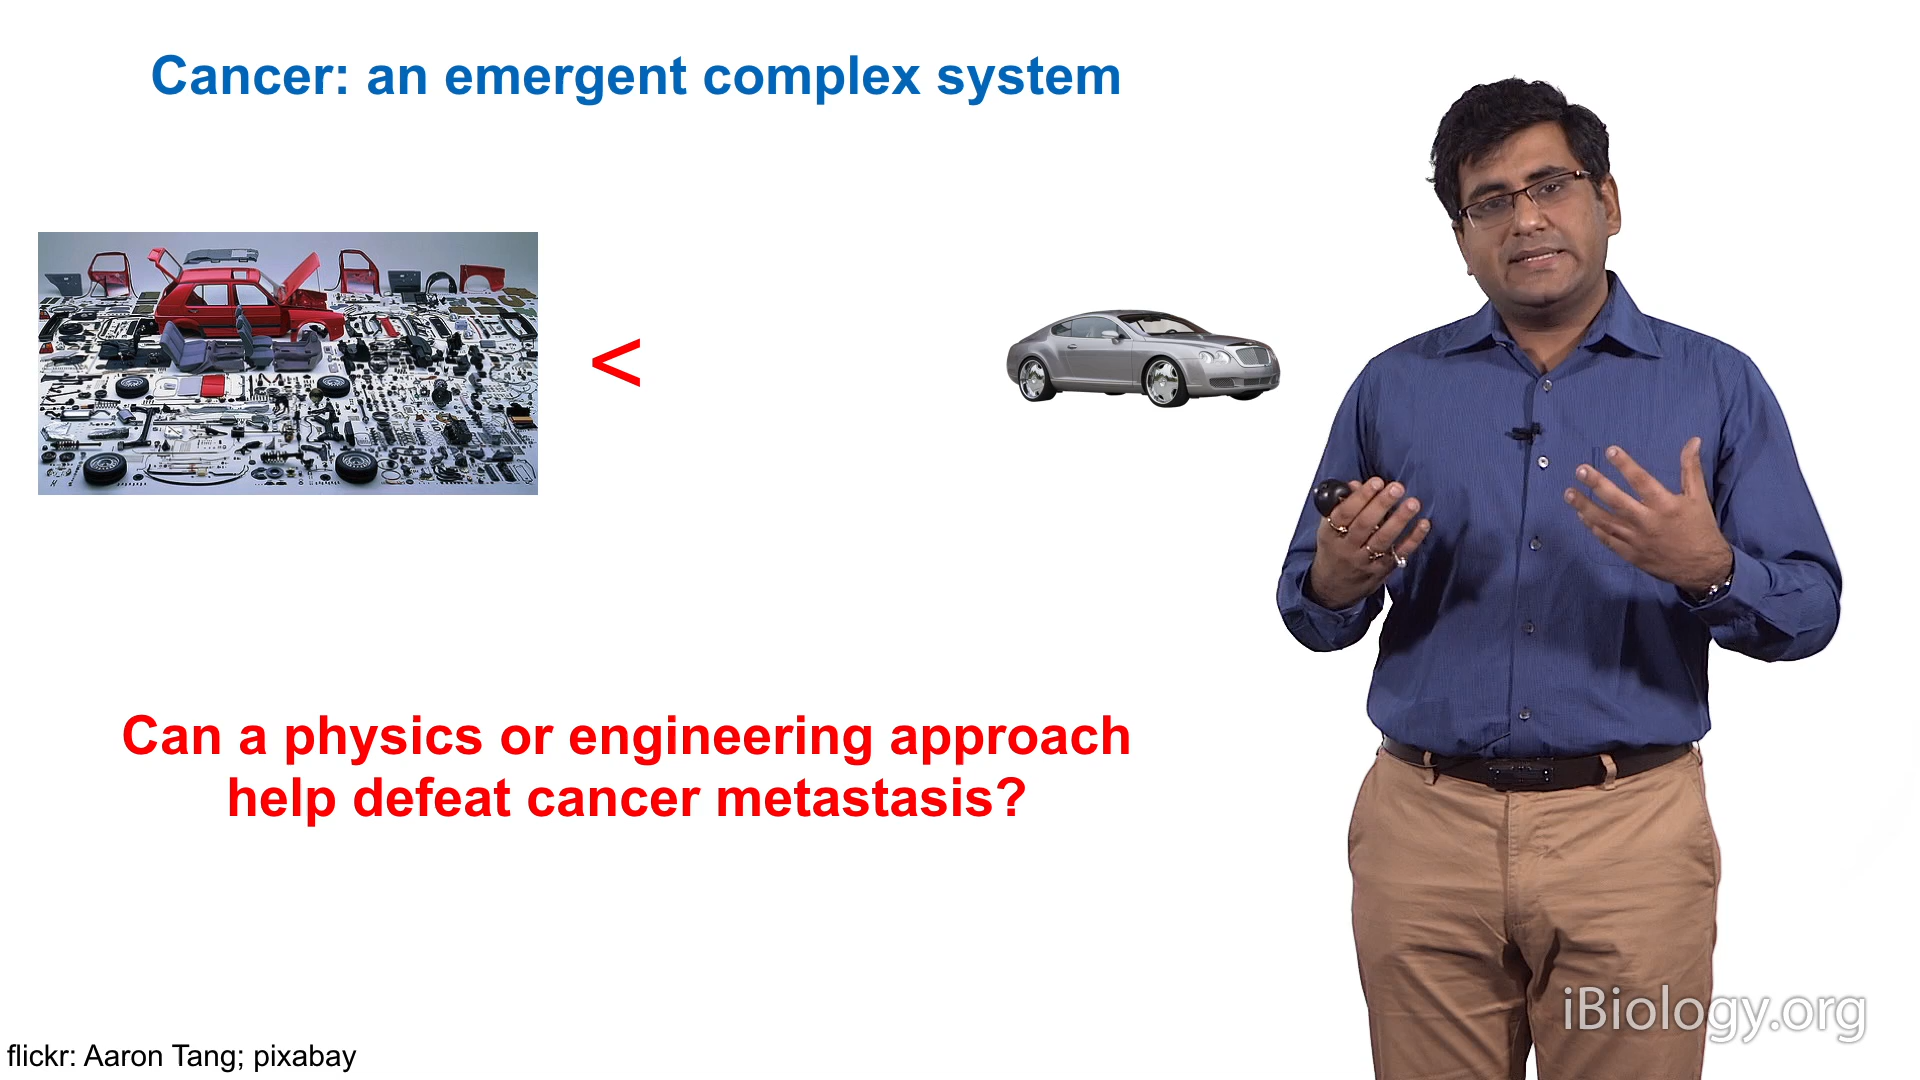 Cancer: an emergent complex system
<
Can a physics or engineering approach
help defeat cancer metastasis?
iBiology.org
flickr: Aaron Tang; pixabay